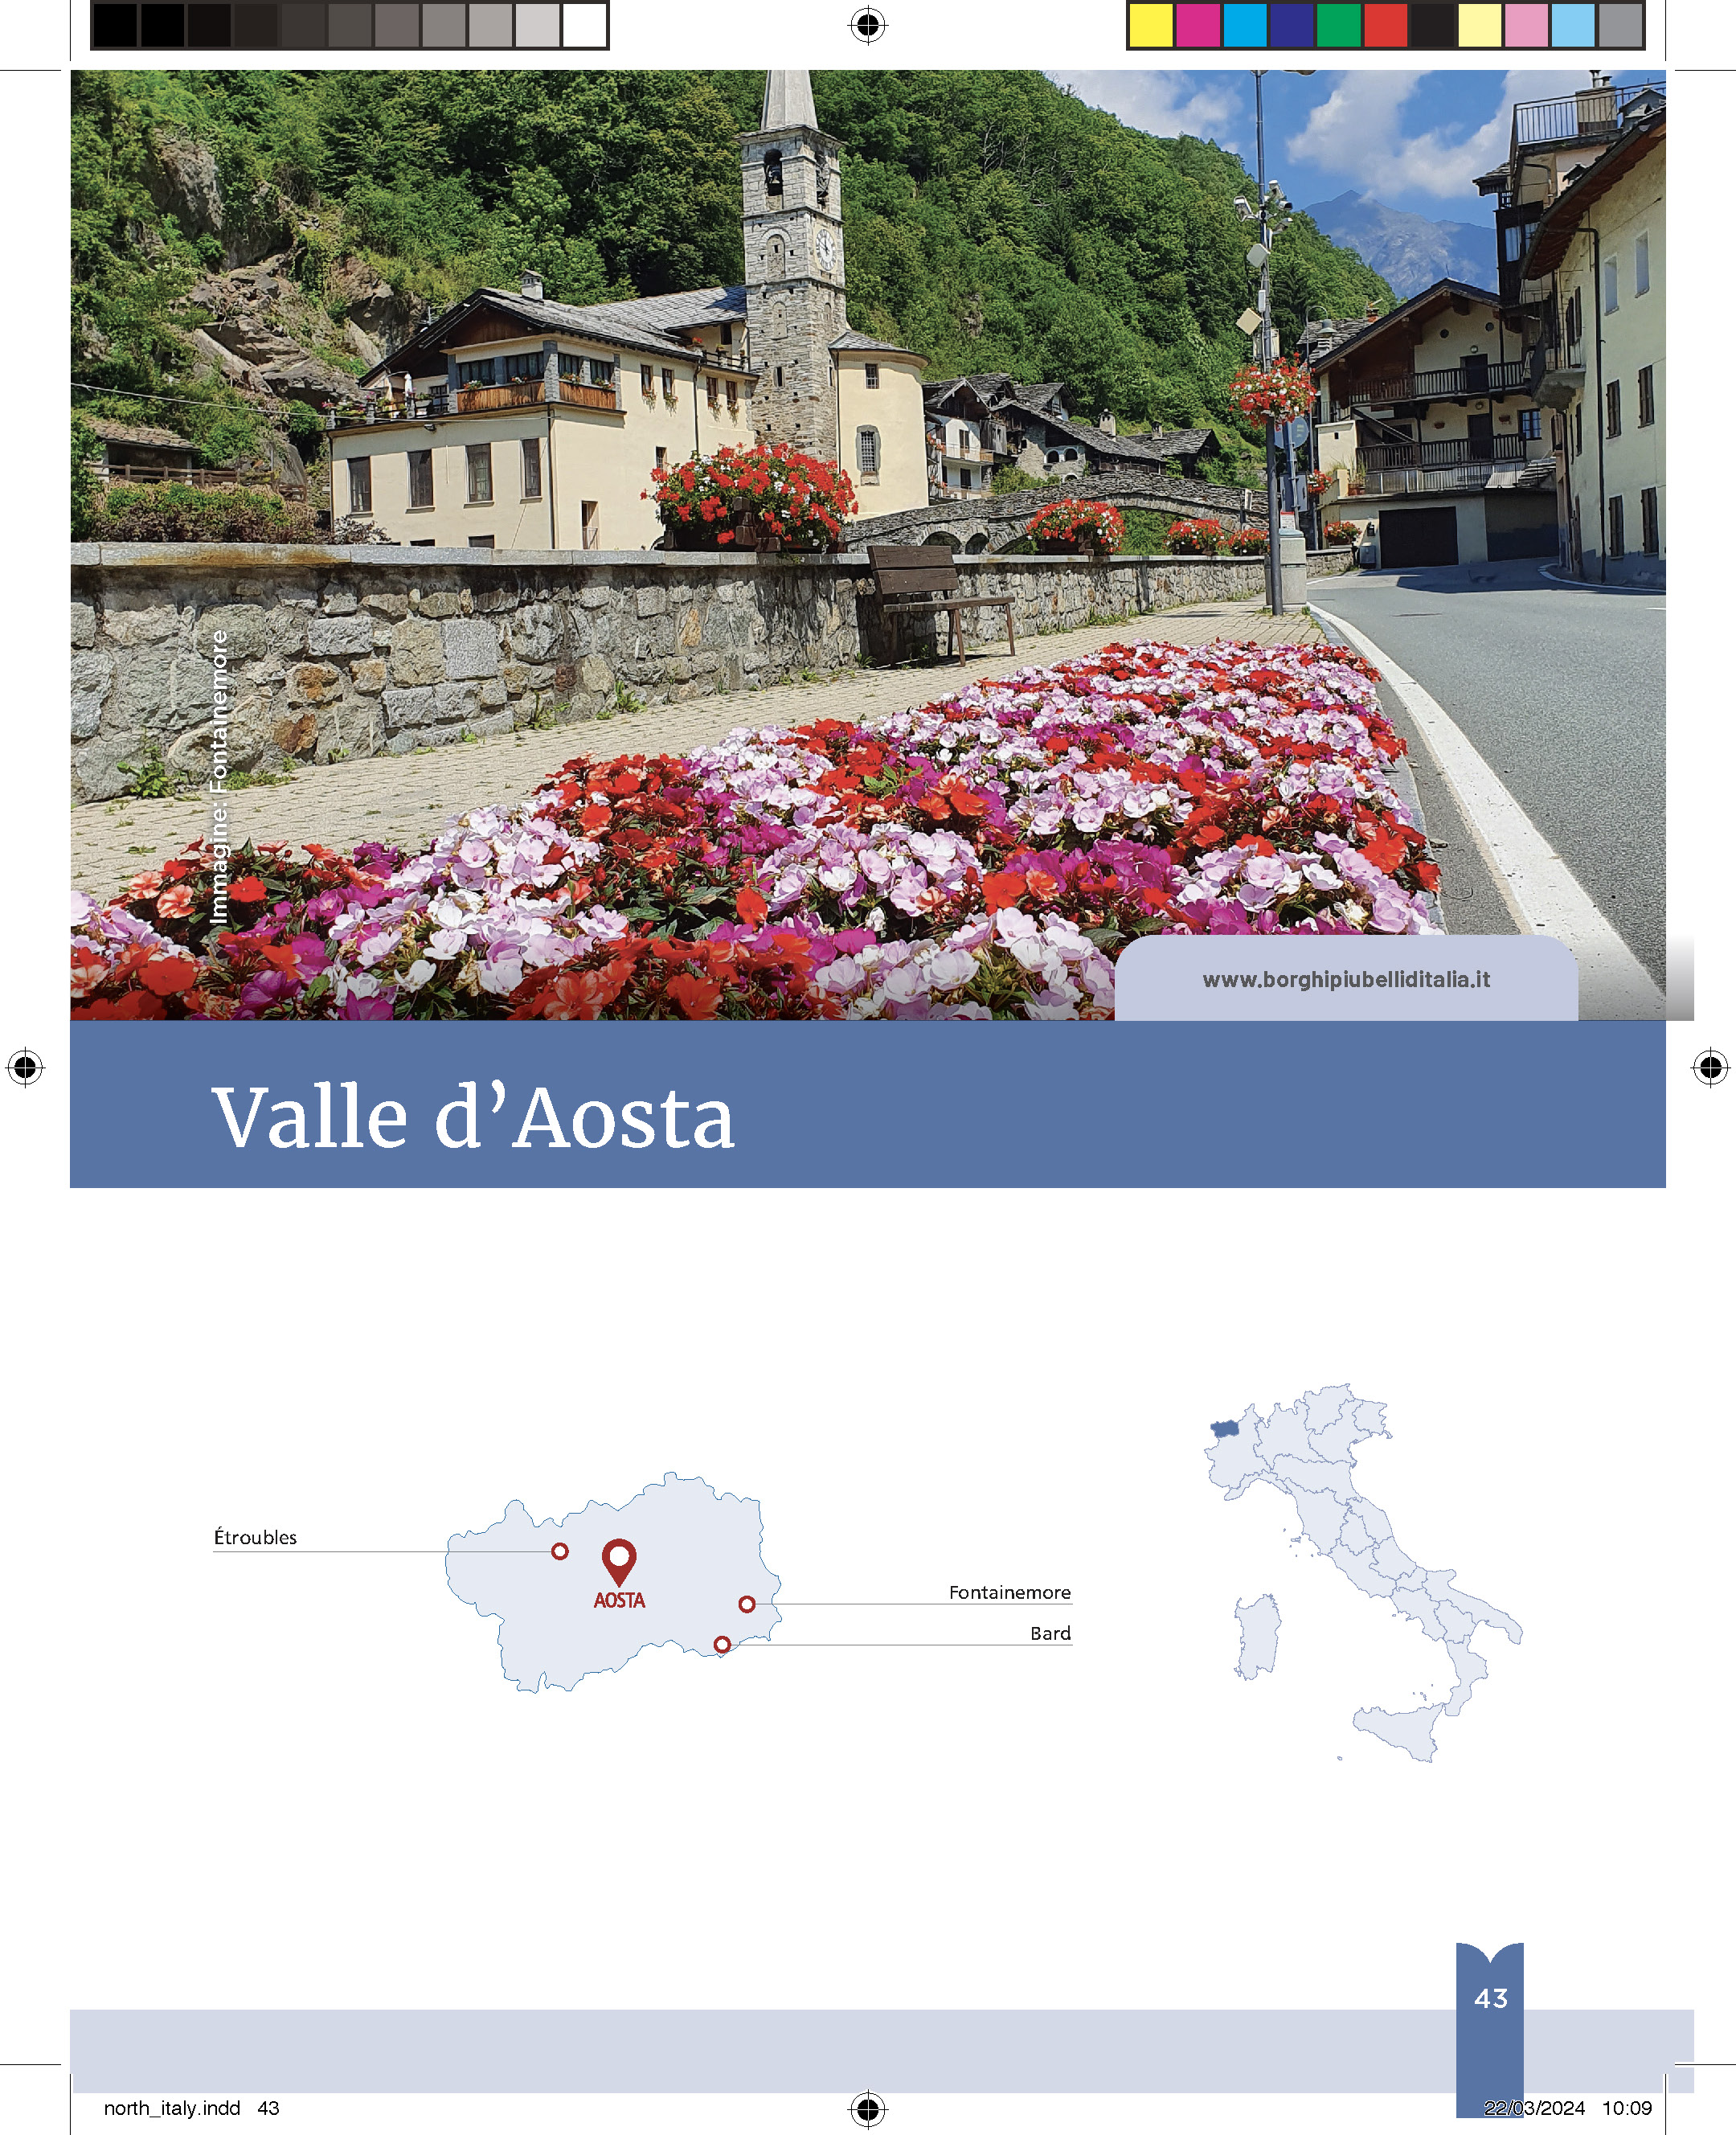 Immagine: Fontainemore
www.borghipiubelliditalia.it
Valle d’Aosta
Étroubles
AOSTA
Fontainemore
Bard
43
north_italy.indd 43
22/03/2024 10:09